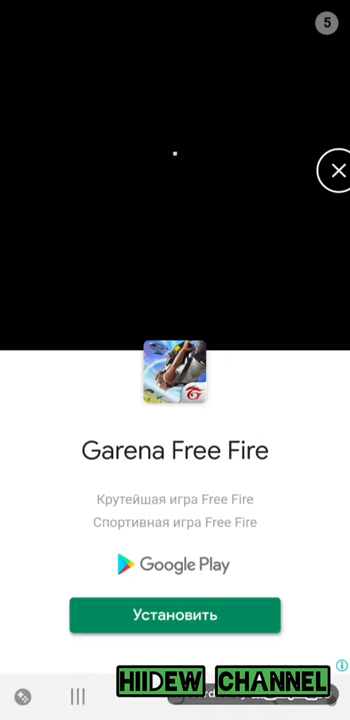 5
Garena Free Fire
Крутейшая игра Free Fire
Спортивная игра Free Fire
Google Play
Установить
HIIDEW CHANNEL